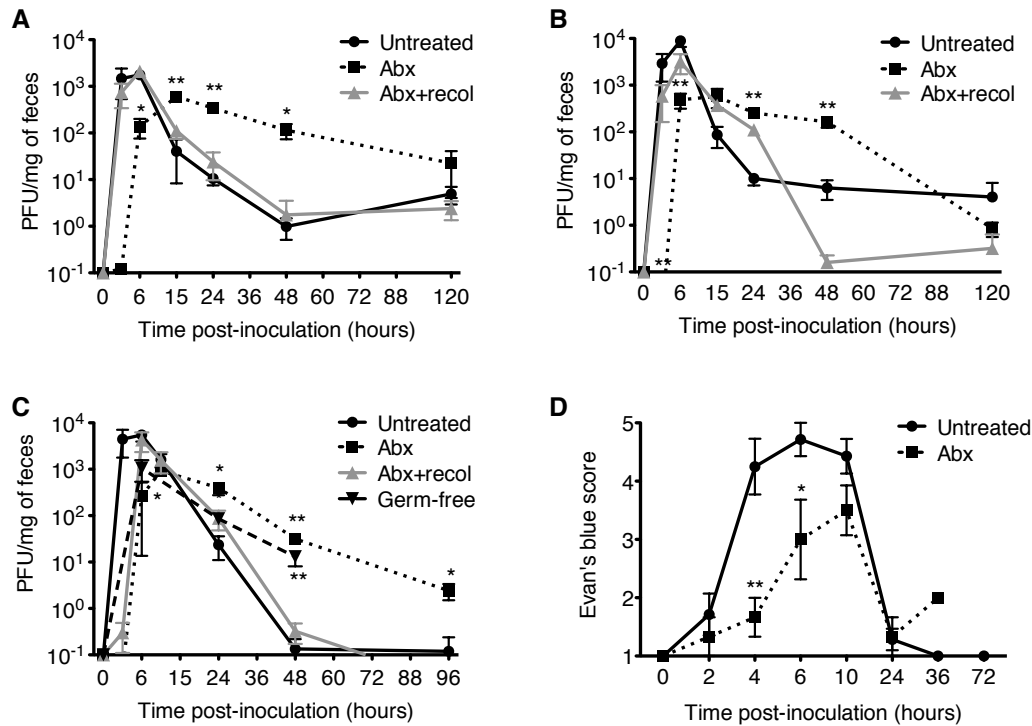 A
Untreated
Abx
Abx+recol
PFU/mg of feces
10^4
10^3
10^2
10^1
10^0
10^-1
*
**
**
*
0 6 15 24 36 48 60 72 88 120
Time post-inoculation (hours)
B
Untreated
Abx
Abx+recol
PFU/mg of feces
10^4
10^3
10^2
10^1
10^0
10^-1
**
**
**
**
0 6 15 24 36 48 60 72 88 120
Time post-inoculation (hours)
C
Untreated
Abx
Abx+recol
Germ-free
PFU/mg of feces
10^4
10^3
10^2
10^1
10^0
10^-1
*
*
**
**
*
0 6 15 24 36 48 60 72 88 96
Time post-inoculation (hours)
D
Untreated
Abx
Evan's blue score
5
4
3
2
1
**
*
0 2 4 6 10 24 36 72
Time post-inoculation (hours)